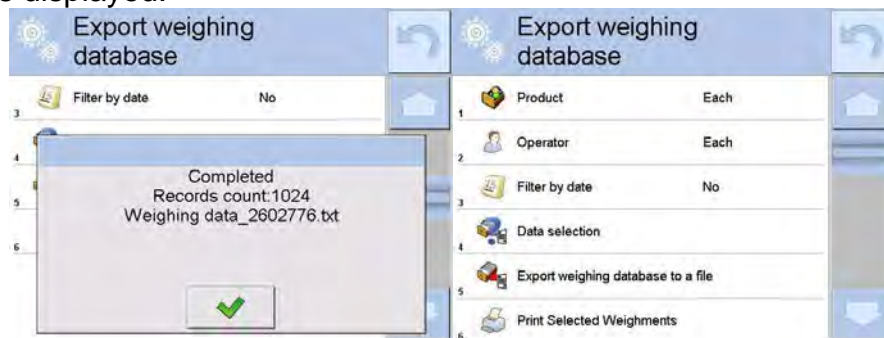 Export weighing
database
3 Filter by date No
4
5
6
Completed
Records count:1024
Weighing data_2602776.txt
Export weighing
database
1 Product Each
2 Operator Each
3 Filter by date No
4 Data selection
5 Export weighing database to a file
6 Print Selected Weighments